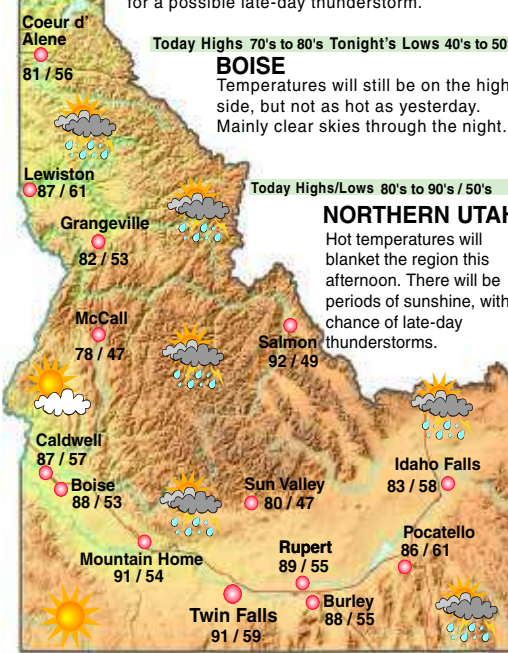 for a possible late-day thunderstorm.
Today Highs 70's to 80's Tonight's Lows 40's to 50'
BOISE
Temperatures will still be on the high
side, but not as hot as yesterday.
Mainly clear skies through the night.
Today Highs/Lows 80's to 90's / 50's
NORTHERN UTAH
Hot temperatures will
blanket the region this
afternoon. There will be
periods of sunshine, with
chance of late-day
thunderstorms.
Coeur d'
Alene
81 / 56
Lewiston
87 / 61
Grangeville
82 / 53
McCall
78 / 47
Salmon
92 / 49
Caldwell
87 / 57
Boise
88 / 53
Sun Valley
80 / 47
Idaho Falls
83 / 58
Mountain Home
91 / 54
Rupert
89 / 55
Pocatello
86 / 61
Twin Falls
91 / 59
Burley
88 / 55